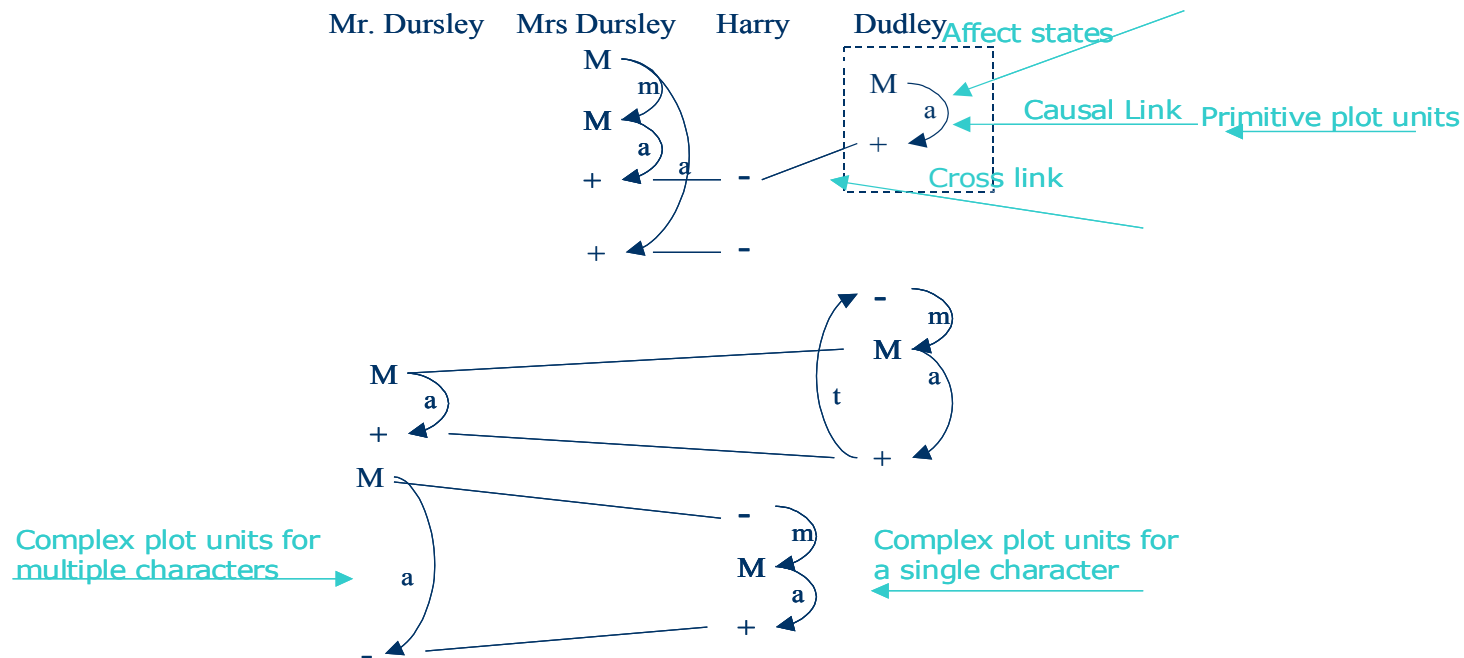 Mr. Dursley Mrs Dursley Harry Dudley
Affect states
M
m
M
a
a
+ -
+ -
M
a
+
Causal Link
Primitive plot units
Cross link
-
m
M
a
t
+
M
a
+
M
a
-
-
m
M
a
+
Complex plot units for
multiple characters
Complex plot units for
a single character